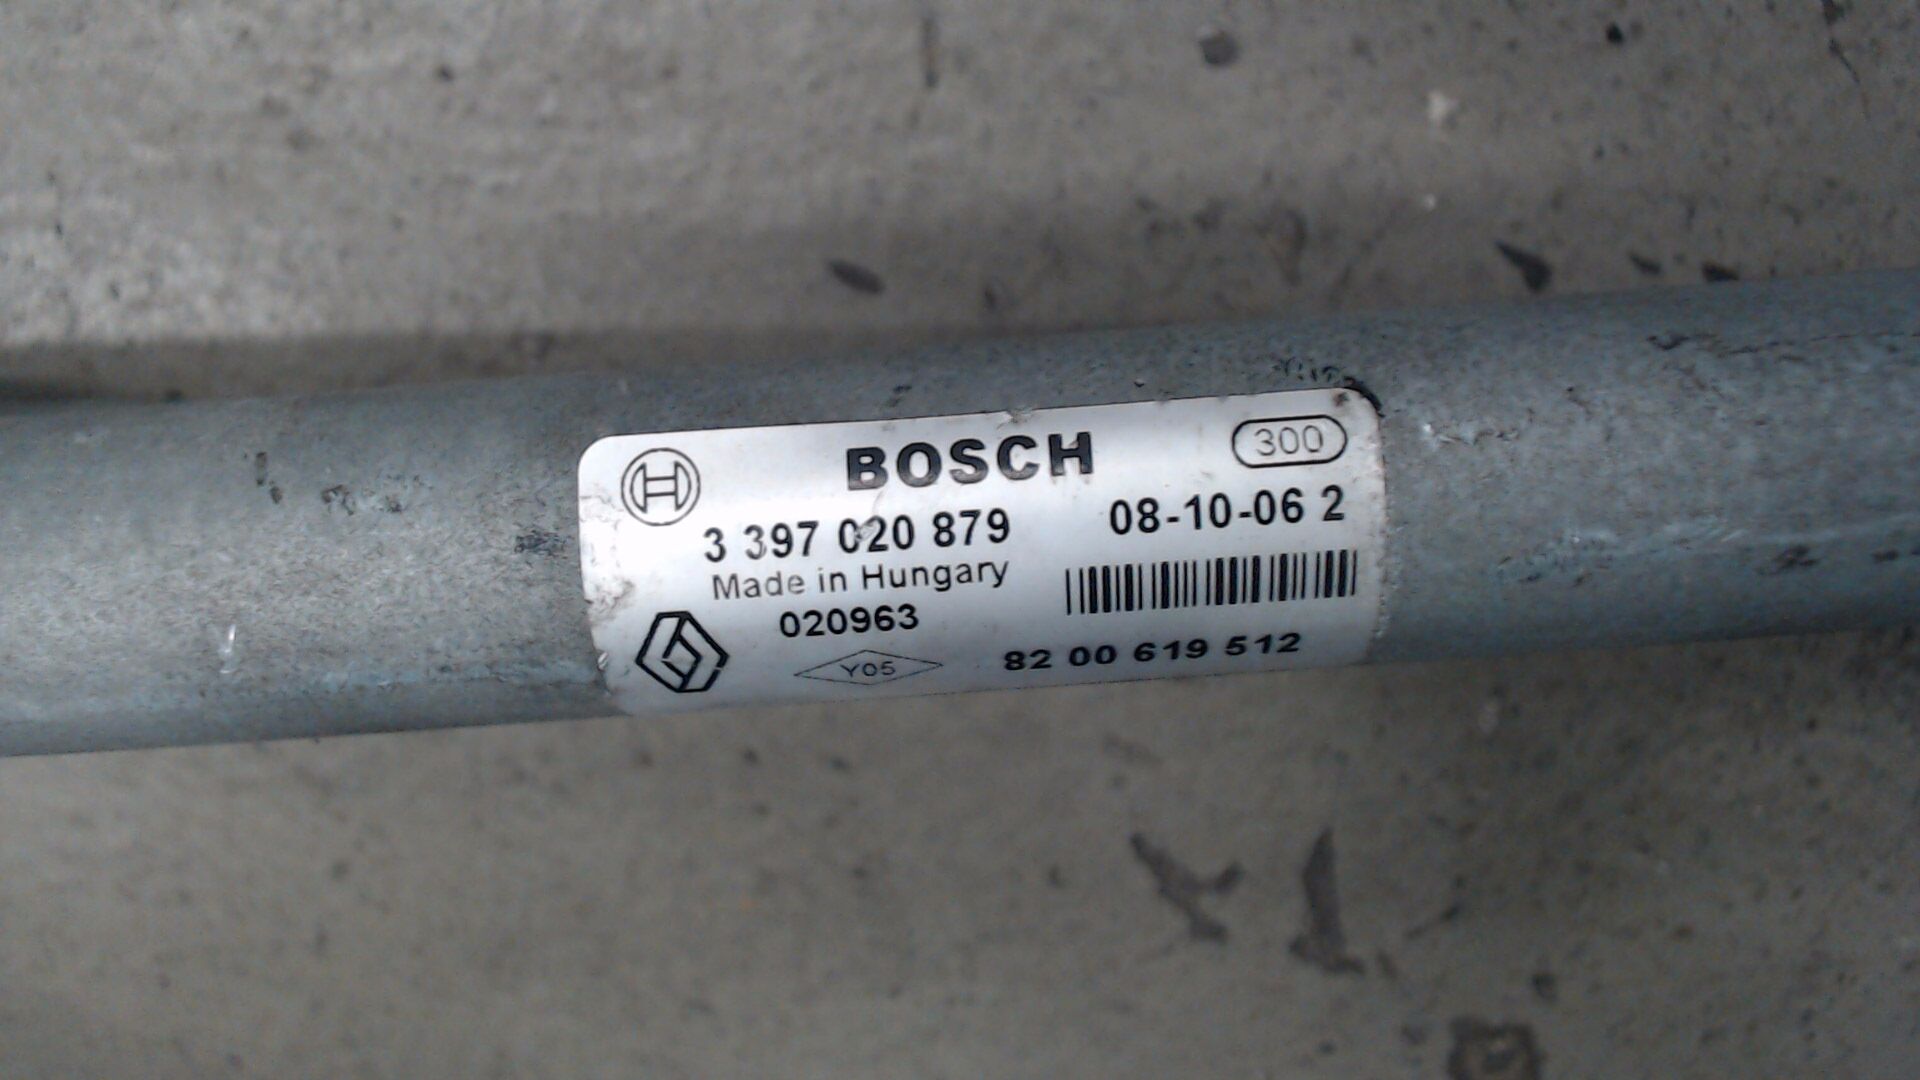 BOSCH 300
3 397 020 879 08-10-06 2
Made in Hungary
020963
Y05 82 00 619 512